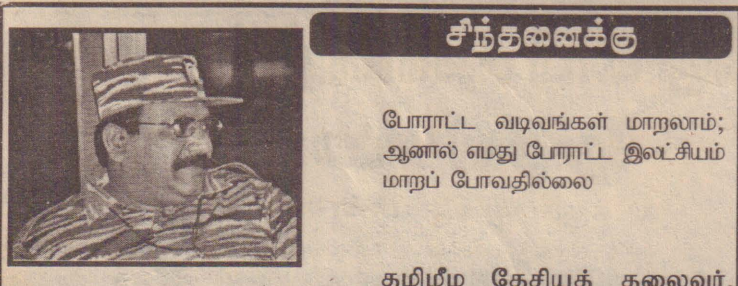 சிந்தனைக்கு
போராட்ட வடிவங்கள் மாறலாம்;
ஆனால் எமது போராட்ட இலட்சியம்
மாறப் போவதில்லை
தமிழீழ தேசியத் தலைவர்.